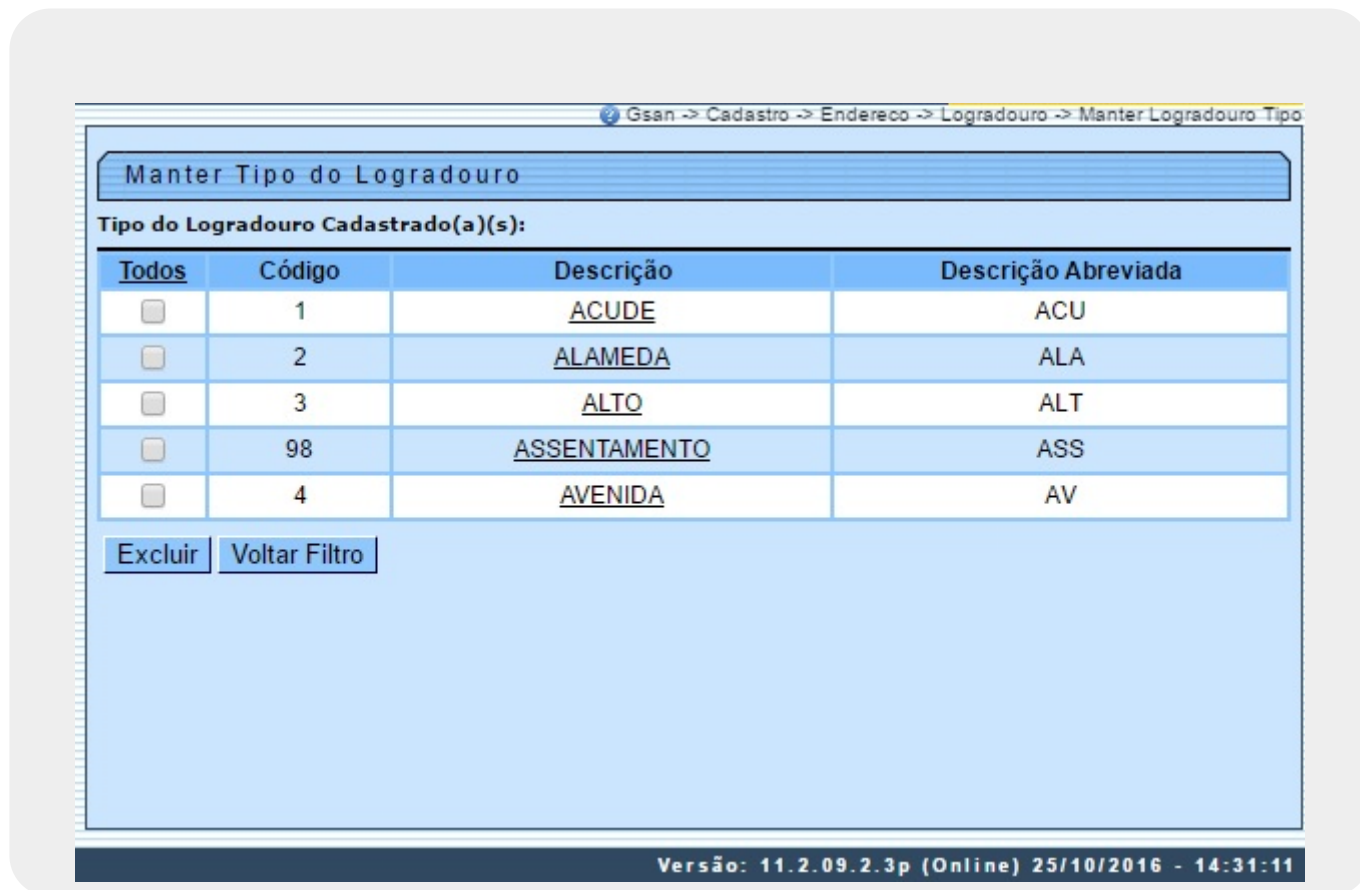 Gsan -> Cadastro -> Endereco -> Logradouro -> Manter Logradouro Tipo
Manter Tipo do Logradouro
Tipo do Logradouro Cadastrado(a)(s):
Todos Código Descrição Descrição Abreviada
1 ACUDE ACU
2 ALAMEDA ALA
3 ALTO ALT
98 ASSENTAMENTO ASS
4 AVENIDA AV
Excluir Voltar Filtro
Versão: 11.2.09.2.3p (Online) 25/10/2016 - 14:31:11